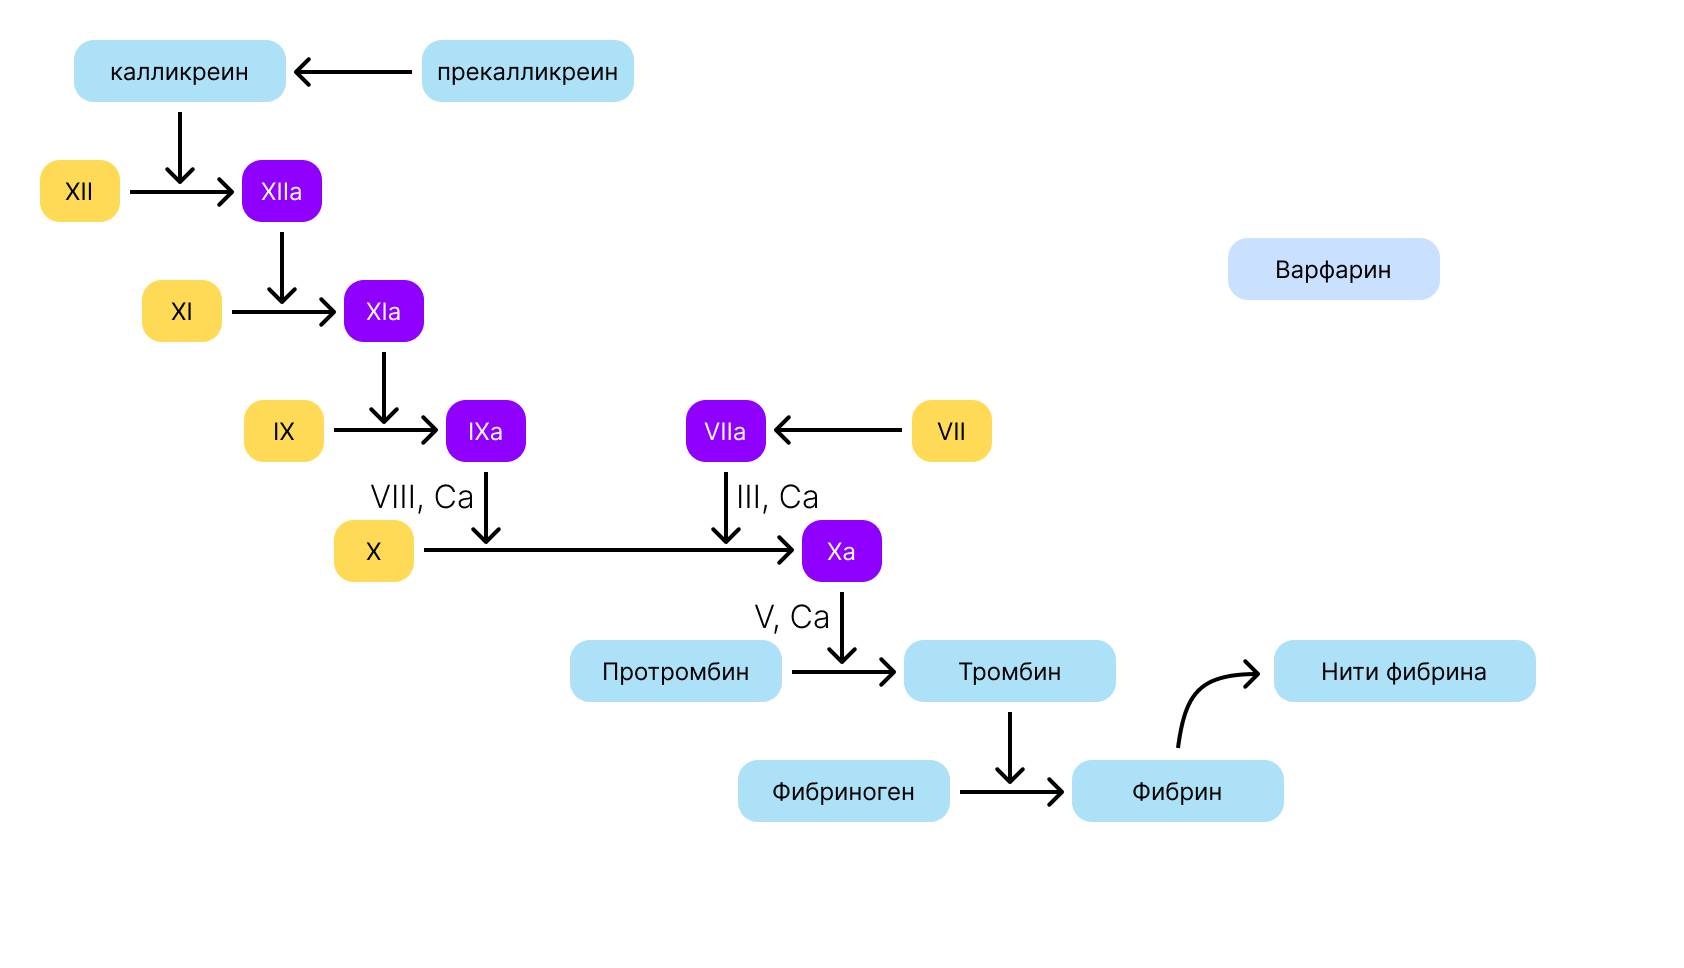 калликреин
прекалликреин
XII
XIIa
Варфарин
XI
XIa
IX
IXa
VIIa
VII
VIII, Ca
III, Ca
X
Xa
V, Ca
Протромбин
Тромбин
Нити фибрина
Фибриноген
Фибрин